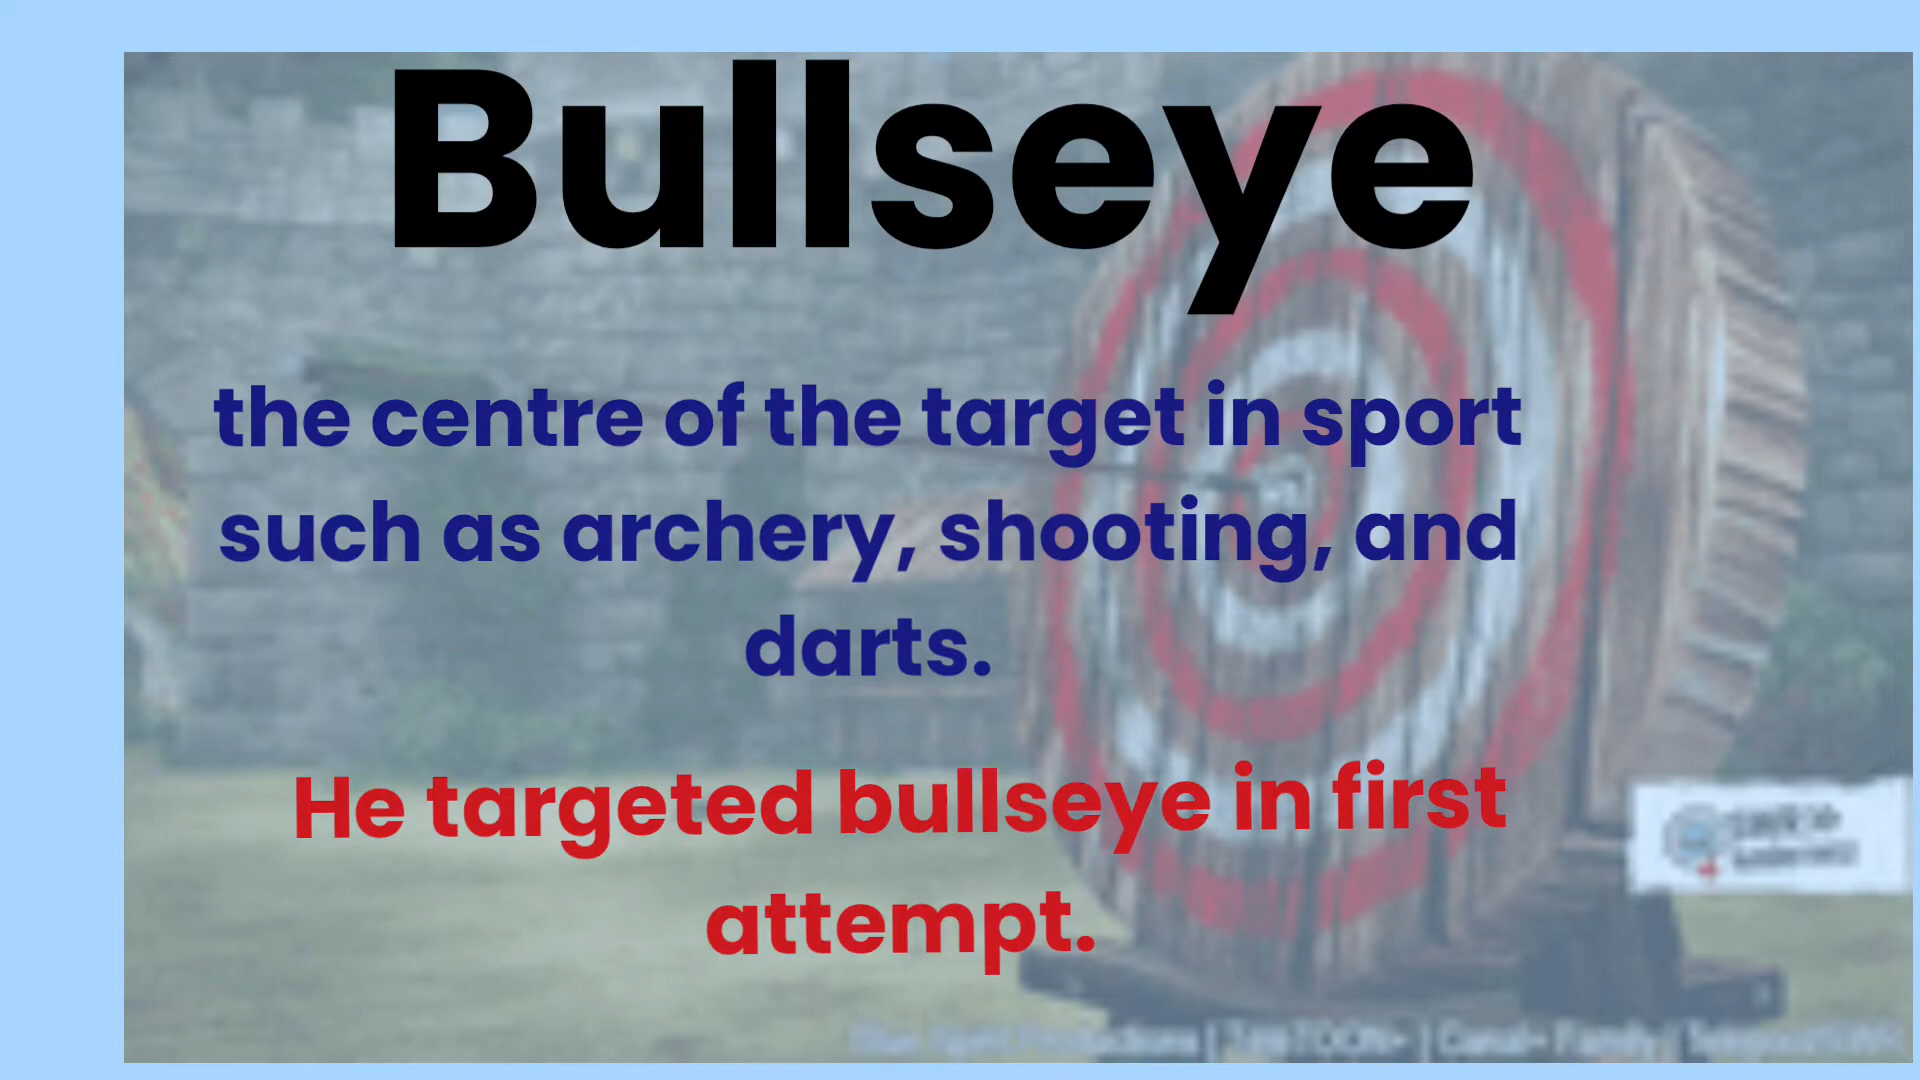 Bullseye
the centre of the target in sport
such as archery, shooting, and
darts.
He targeted bullseye in first
attempt.